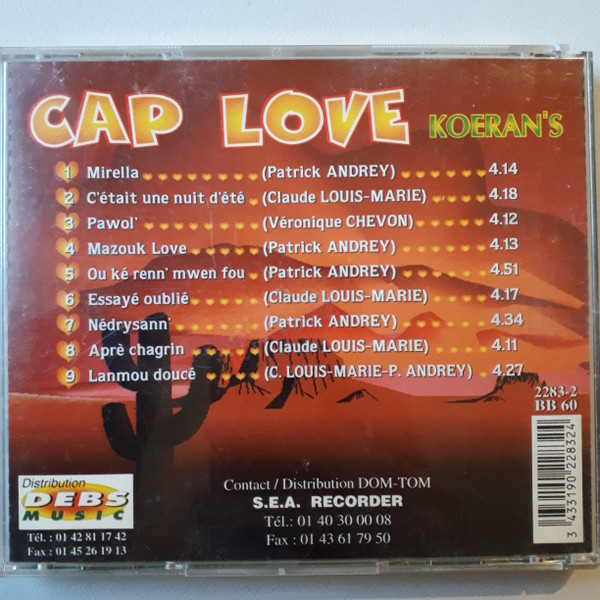 CAP LOVE KOERAN'S
1 Mirella (Patrick ANDREY) 4.14
2 C'était une nuit d'été (Claude LOUIS-MARIE) 4.18
3 Pawol' (Véronique CHEVON) 4.12
4 Mazouk Love (Patrick ANDREY) 4.13
5 Ou ké renn' mwen fou (Patrick ANDREY) 4.51
6 Essayé oublié (Claude LOUIS-MARIE) 4.17
7 Nédrysann' (Patrick ANDREY) 4.34
8 Aprè chagrin (Claude LOUIS-MARIE) 4.11
9 Lanmou doucé (C. LOUIS-MARIE-P. ANDREY) 4.27
2283-2
BB 60
3 433190 228324
Distribution
DEBS
MUSIC
Tél. : 01 42 81 17 42
Fax : 01 45 26 19 13
Contact / Distribution DOM-TOM
S.E.A. RECORDER
Tél.: 01 40 30 00 08
Fax : 01 43 61 79 50